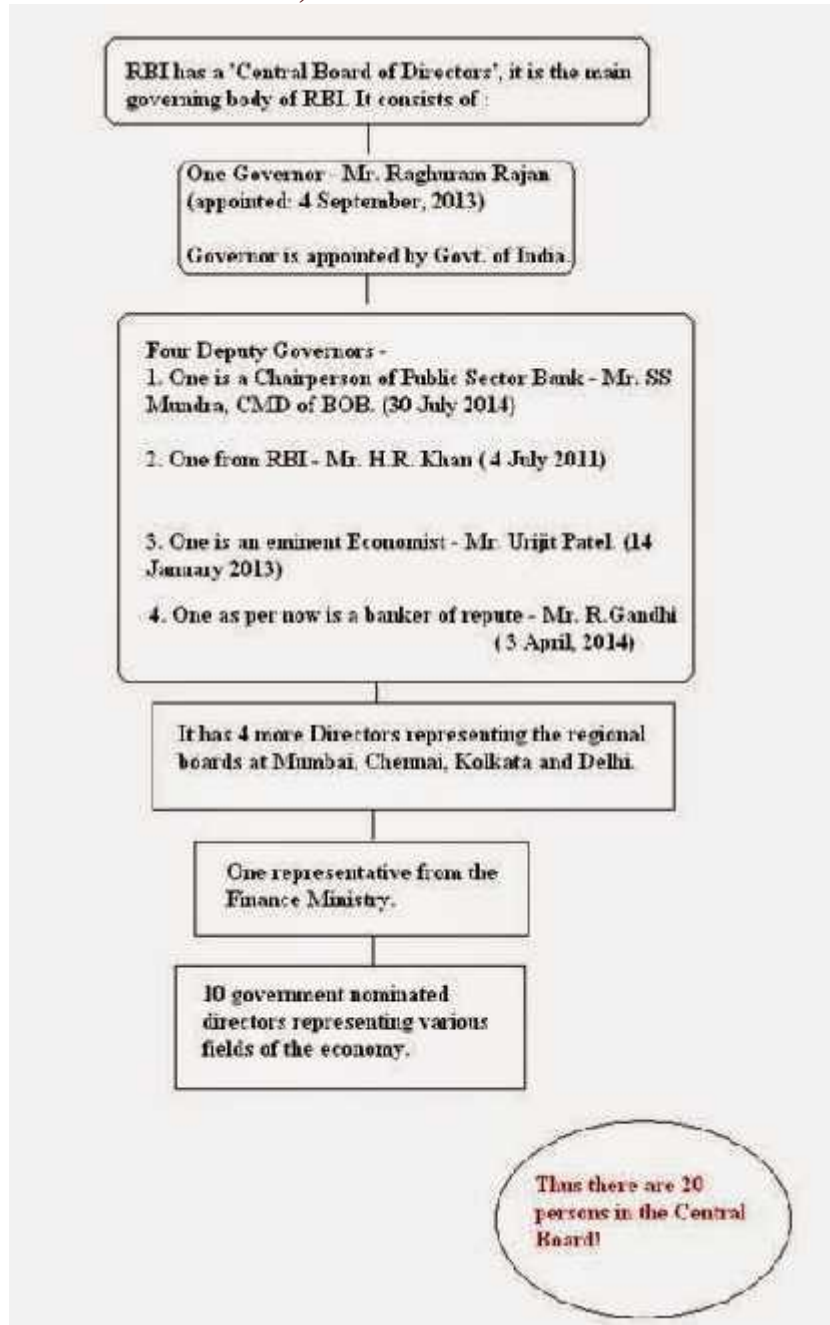 RBI has a 'Central Board of Directors', it is the main
governing body of RBI. It consists of :
One Governor - Mr. Raghuram Rajan
(appointed: 4 September, 2013)
Governor is appointed by Govt. of India.
Four Deputy Governors -
1. One is a Chairperson of Public Sector Bank - Mr. SS
Mundra, CMD of BOB. (30 July 2014)
2. One from RBI - Mr. H.R. Khan ( 4 July 2011)
3. One is an eminent Economist - Mr. Urijit Patel. (14
January 2013)
4. One as per now is a banker of repute - Mr. R.Gandhi
( 3 April, 2014)
It has 4 more Directors representing the regional
boards at Mumbai, Chennai, Kolkata and Delhi.
One representative from the
Finance Ministry.
10 government nominated
directors representing various
fields of the economy.
Thus there are 20
persons in the Central
Board!